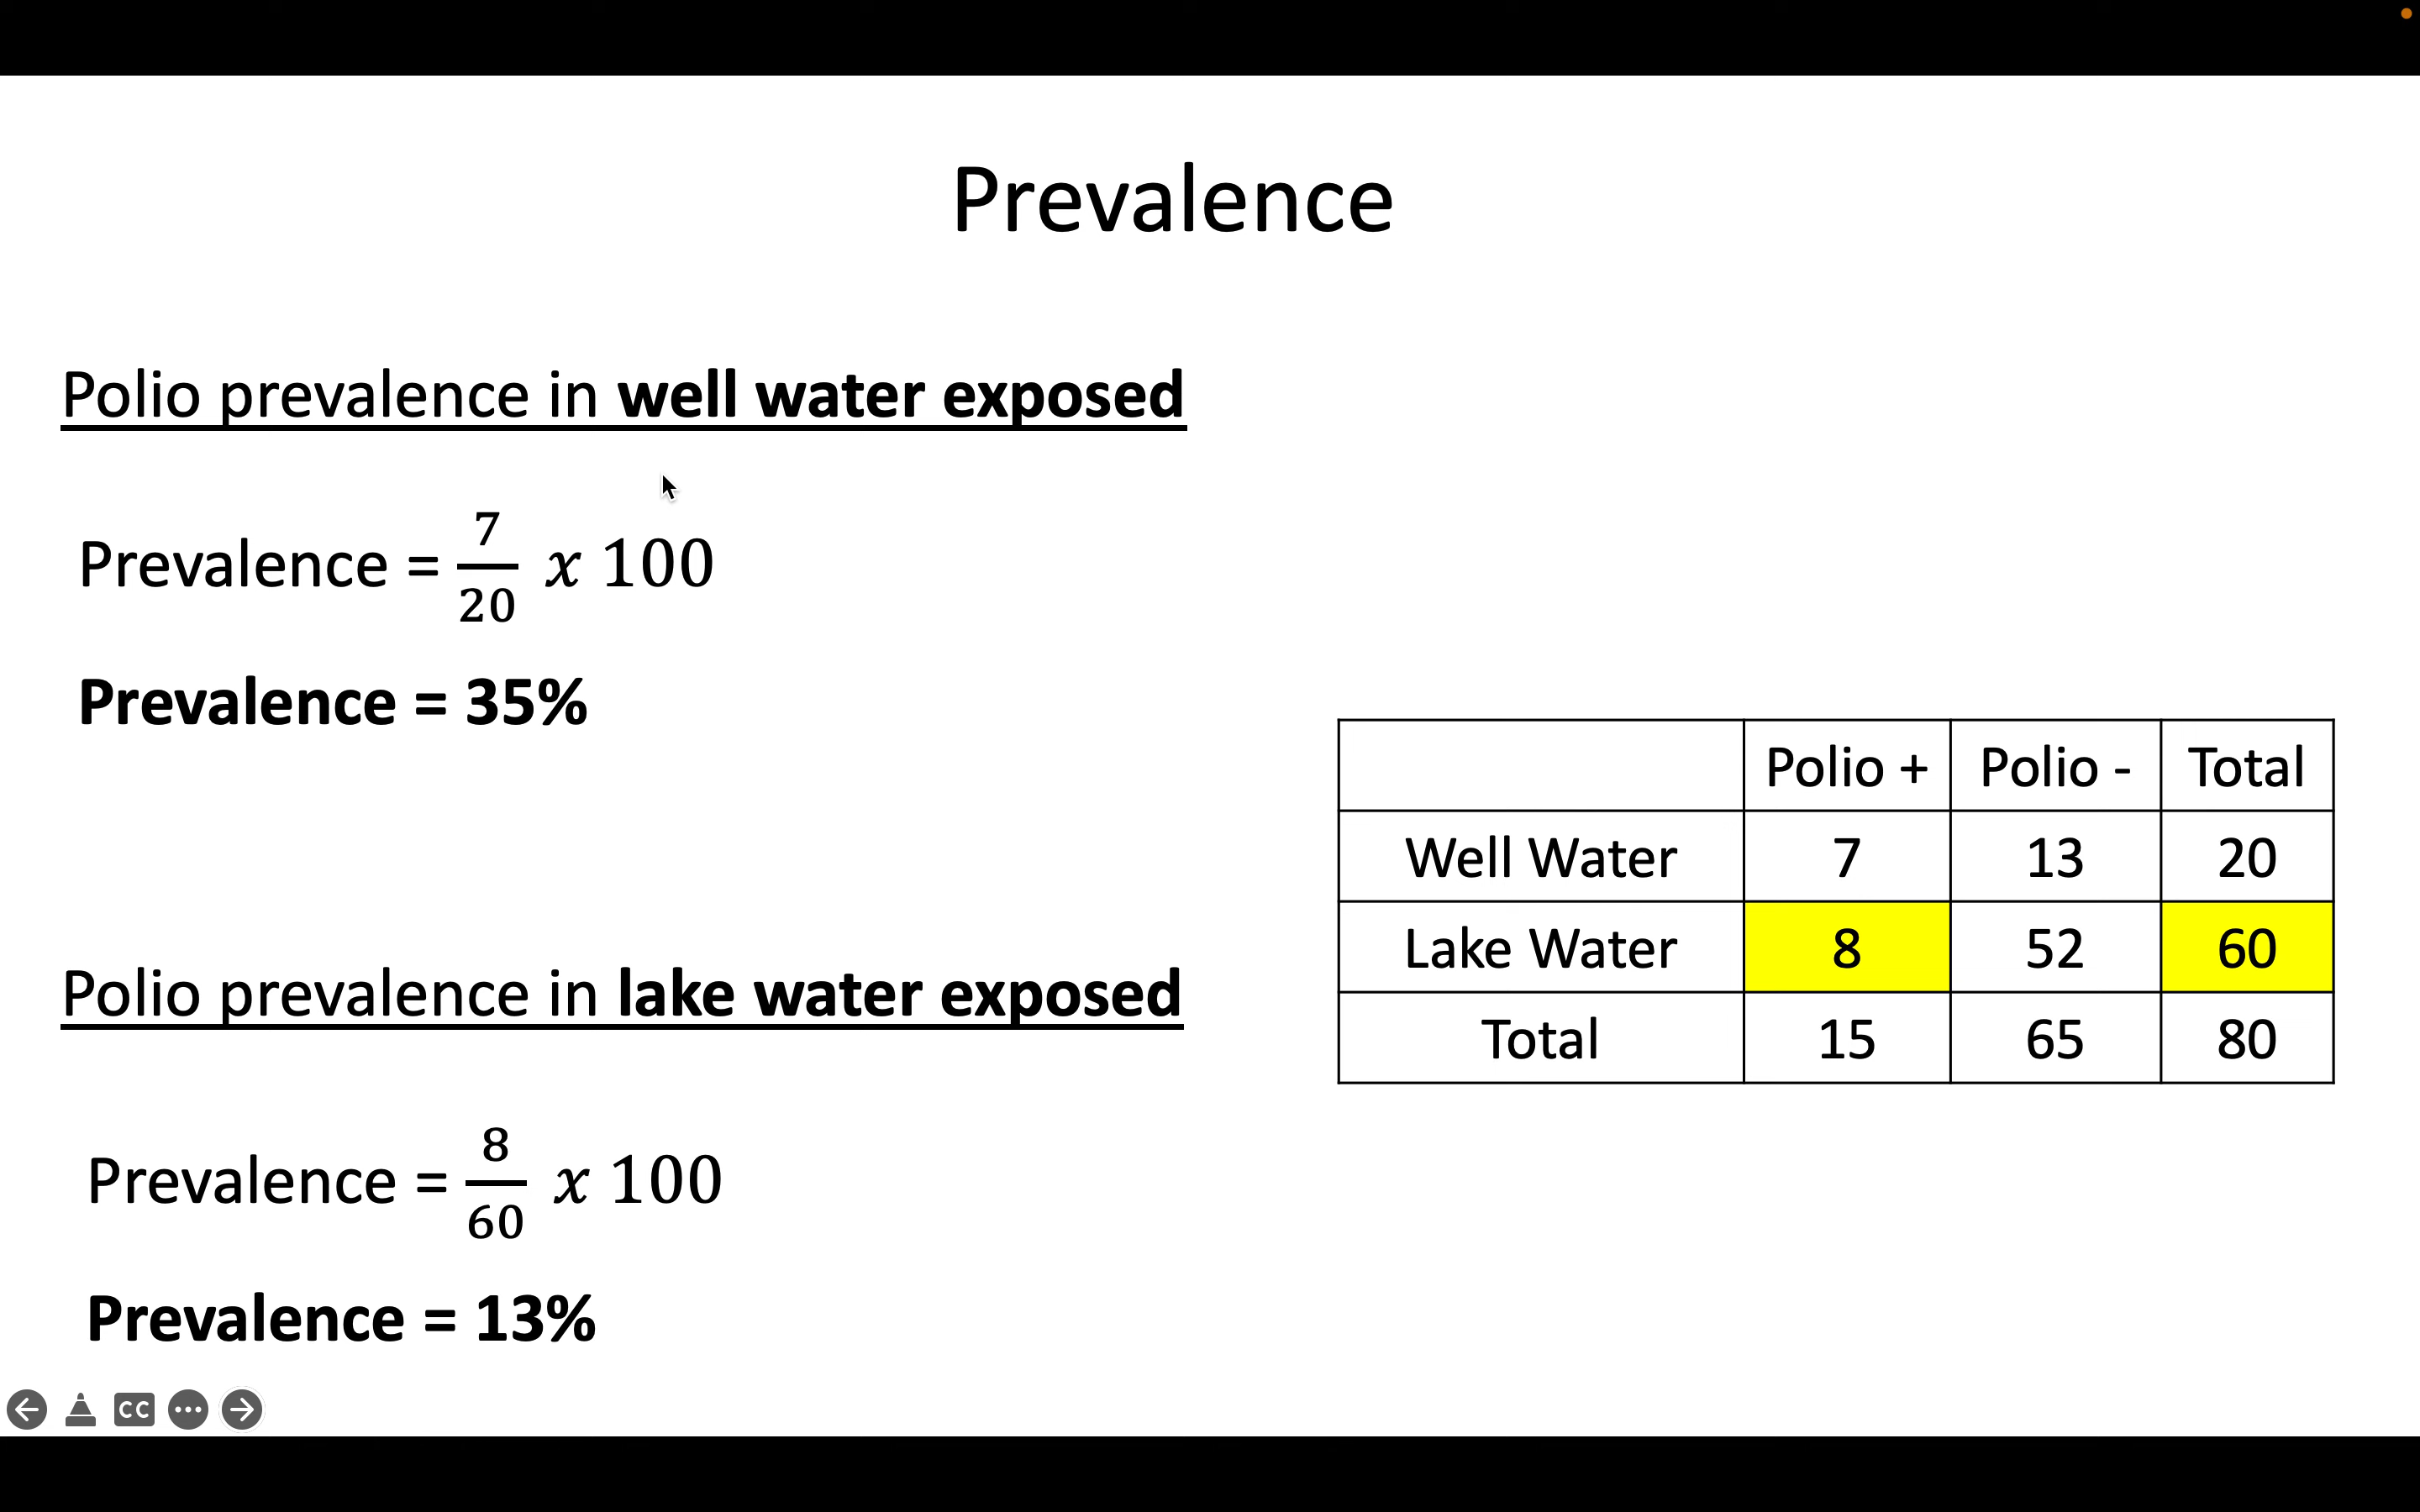 Prevalence
Polio prevalence in well water exposed
Prevalence = 7/20 x 100
Prevalence = 35%
Polio + Polio - Total
Well Water 7 13 20
Lake Water 8 52 60
Total 15 65 80
Polio prevalence in lake water exposed
Prevalence = 8/60 x 100
Prevalence = 13%
CC